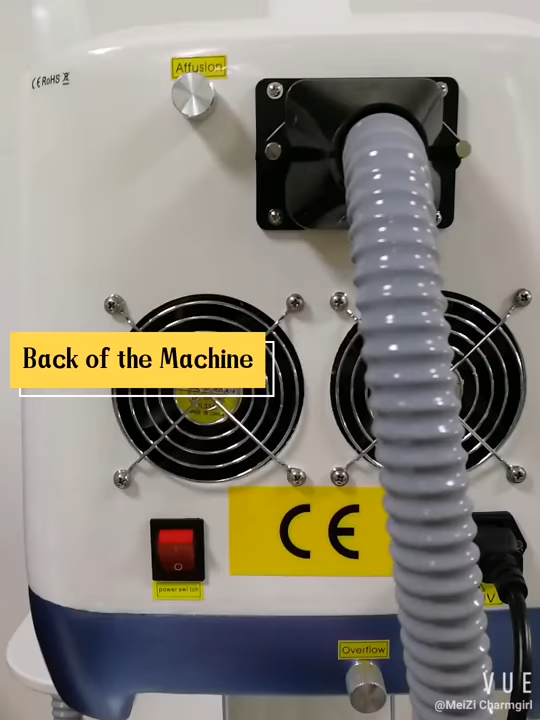 Affusion
CE RoHS
Back of the Machine
CE
power switch
V
Overflow
VUE
@MeiZi Charmgirl